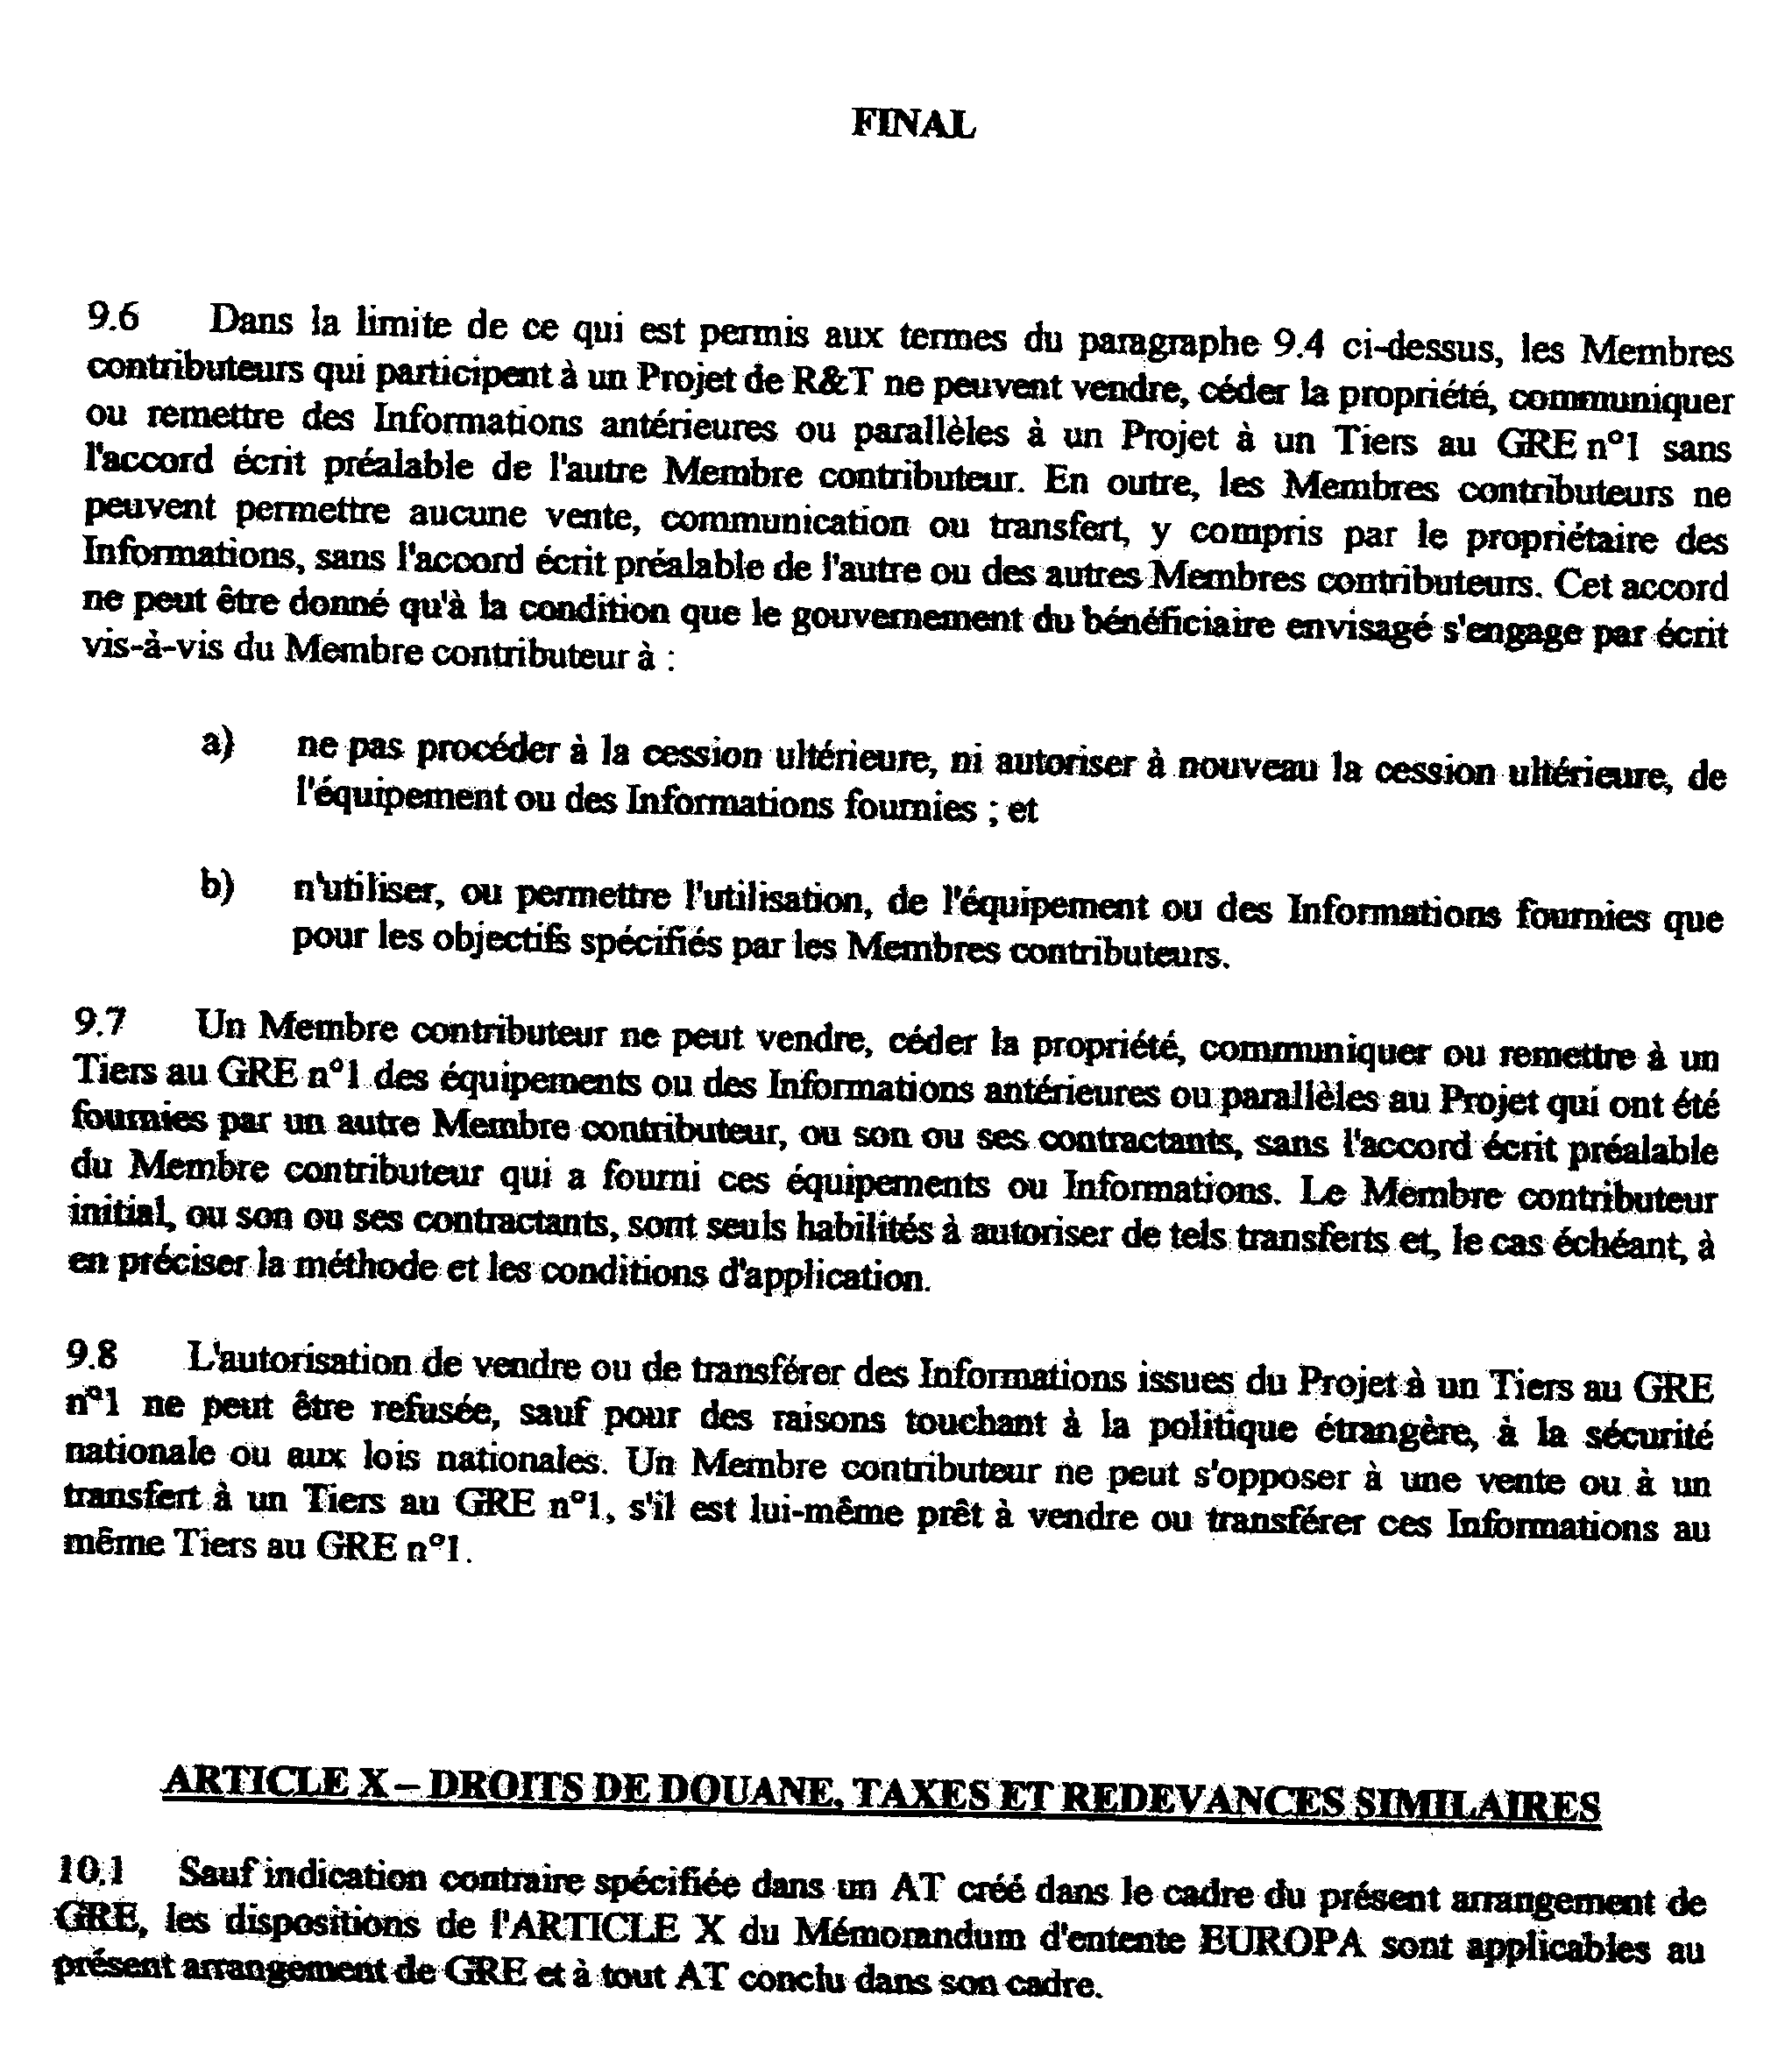 FINAL
9.6 Dans la limite de ce qui est permis aux termes du paragraphe 9.4 ci-dessus, les Membres
contributeurs qui participent à un Projet de R&T ne peuvent vendre, céder la propriété, communiquer
ou remettre des Informations antérieures ou parallèles à un Projet à un Tiers au GRE n°1 sans
l'accord écrit préalable de l'autre Membre contributeur. En outre, les Membres contributeurs ne
peuvent permettre aucune vente, communication ou transfert, y compris par le propriétaire des
Informations, sans l'accord écrit préalable de l'autre ou des autres Membres contributeurs. Cet accord
ne peut être donné qu'à la condition que le gouvernement du bénéficiaire envisagé s'engage par écrit
vis-à-vis du Membre contributeur à :
a) ne pas procéder à la cession ultérieure, ni autoriser à nouveau la cession ultérieure, de
l'équipement ou des Informations fournies ; et
b) n'utiliser, ou permettre l'utilisation, de l'équipement ou des Informations fournies que
pour les objectifs spécifiés par les Membres contributeurs.
9.7 Un Membre contributeur ne peut vendre, céder la propriété, communiquer ou remettre à un
Tiers au GRE n°1 des équipements ou des Informations antérieures ou parallèles au Projet qui ont été
fournies par un autre Membre contributeur, ou son ou ses contractants, sans l'accord écrit préalable
du Membre contributeur qui a fourni ces équipements ou Informations. Le Membre contributeur
initial, ou son ou ses contractants, sont seuls habilités à autoriser de tels transferts et, le cas échéant, à
en préciser la méthode et les conditions d'application.
9.8 L'autorisation de vendre ou de transférer des Informations issues du Projet à un Tiers au GRE
n°1 ne peut être refusée, sauf pour des raisons touchant à la politique étrangère, à la sécurité
nationale ou aux lois nationales. Un Membre contributeur ne peut s'opposer à une vente ou à un
transfert à un Tiers au GRE n°1, s'il est lui-même prêt à vendre ou transférer ces Informations au
même Tiers au GRE n°1.
ARTICLE X – DROITS DE DOUANE, TAXES ET REDEVANCES SIMILAIRES
10.1 Sauf indication contraire spécifiée dans un AT créé dans le cadre du présent arrangement de
GRE, les dispositions de l'ARTICLE X du Mémorandum d'entente EUROPA sont applicables au
présent arrangement de GRE et à tout AT conclu dans son cadre.